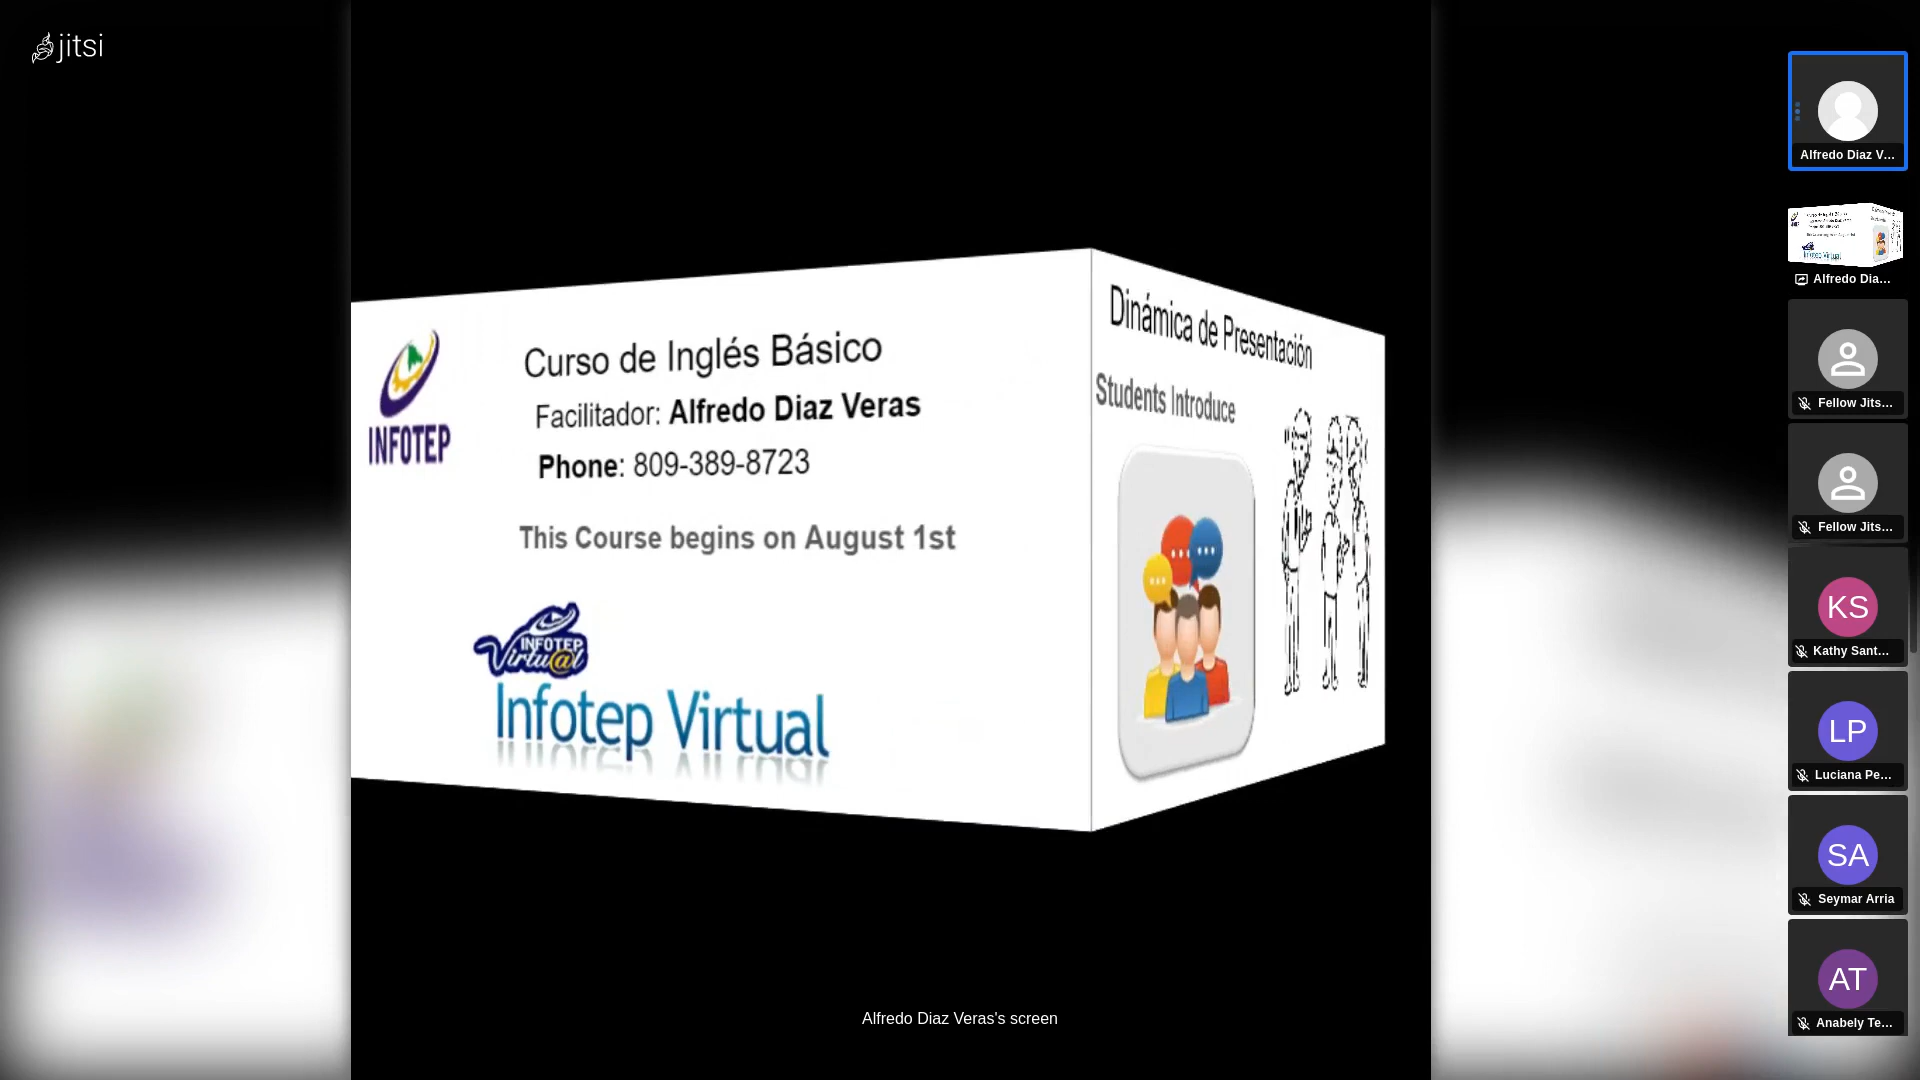 jitsi
INFOTEP
Curso de Inglés Básico
Facilitador: Alfredo Diaz Veras
Phone: 809-389-8723
This Course begins on August 1st
INFOTEP
Virtu@l
Infotep Virtual
Dinámica de Presentación
Students Introduce
Alfredo Diaz Veras's screen
Alfredo Diaz V...
Alfredo Dia...
Fellow Jits...
Fellow Jits...
KS
Kathy Sant...
LP
Luciana Pe...
SA
Seymar Arria
AT
Anabely Te...